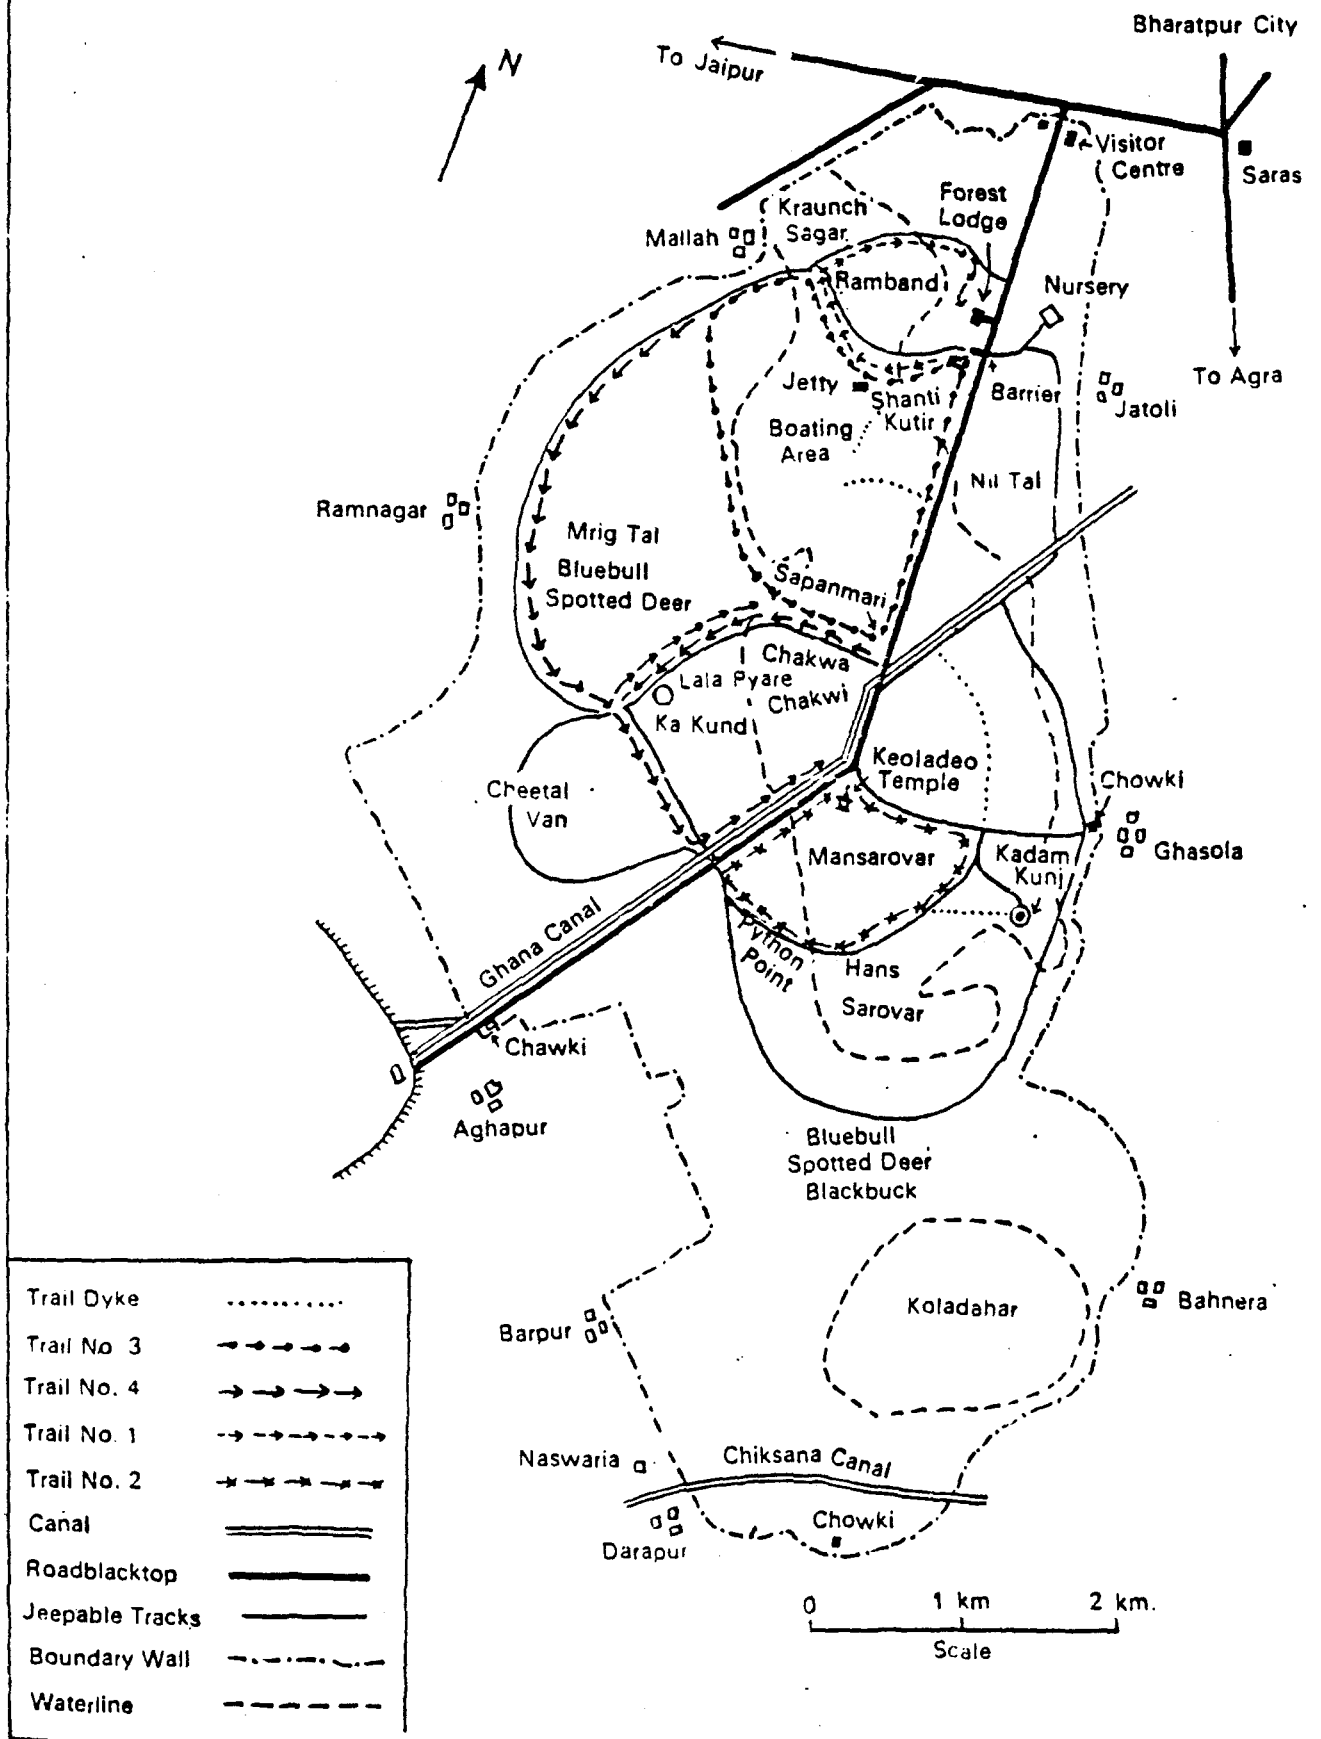 Bharatpur City
N
To Jaipur
Visitor
Centre
Saras
Forest
Lodge
Kraunch
Sagar
Mallah
Ramband
Nursery
To Agra
Jetty
Shanti
Kutir
Barrier
Jatoli
Boating
Area
Nil Tal
Ramnagar
Mrig Tal
Bluebull
Spotted Deer
Sapanmari
Chakwa
Chakwi
Lala Pyare
Ka Kund
Keoladeo
Temple
Cheetal
Van
Chowki
Mansarovar
Kadam
Kunj
Ghasola
Ghana Canal
Python
Point
Hans
Sarovar
Chawki
Aghapur
Bluebull
Spotted Deer
Blackbuck
Koladahar
Bahnera
Barpur
Naswaria
Chiksana Canal
Chowki
Darapur
Trail Dyke
Trail No 3
Trail No. 4
Trail No. 1
Trail No. 2
Canal
Roadblacktop
Jeepable Tracks
Boundary Wall
Waterline
0 1 km 2 km.
Scale